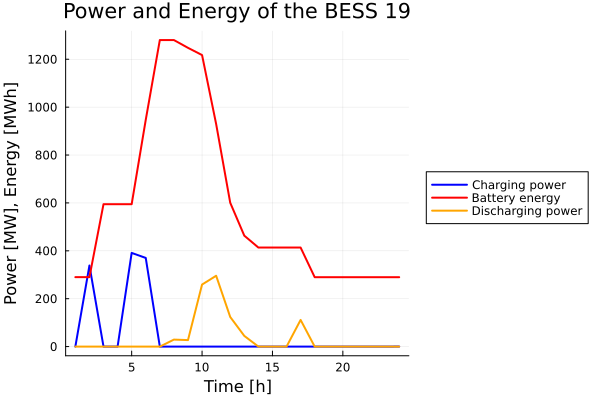 Power and Energy of the BESS 19
Power [MW], Energy [MWh]
1200
1000
800
600
400
200
0
5
10
15
20
Time [h]
Charging power
Battery energy
Discharging power